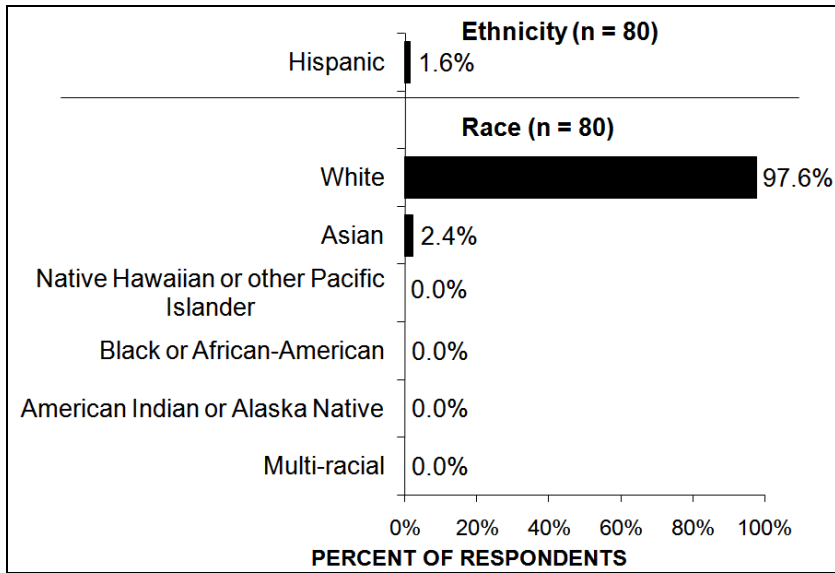 Ethnicity (n = 80)
Hispanic 1.6%
Race (n = 80)
White 97.6%
Asian 2.4%
Native Hawaiian or other Pacific
Islander 0.0%
Black or African-American 0.0%
American Indian or Alaska Native 0.0%
Multi-racial 0.0%
0% 20% 40% 60% 80% 100%
PERCENT OF RESPONDENTS